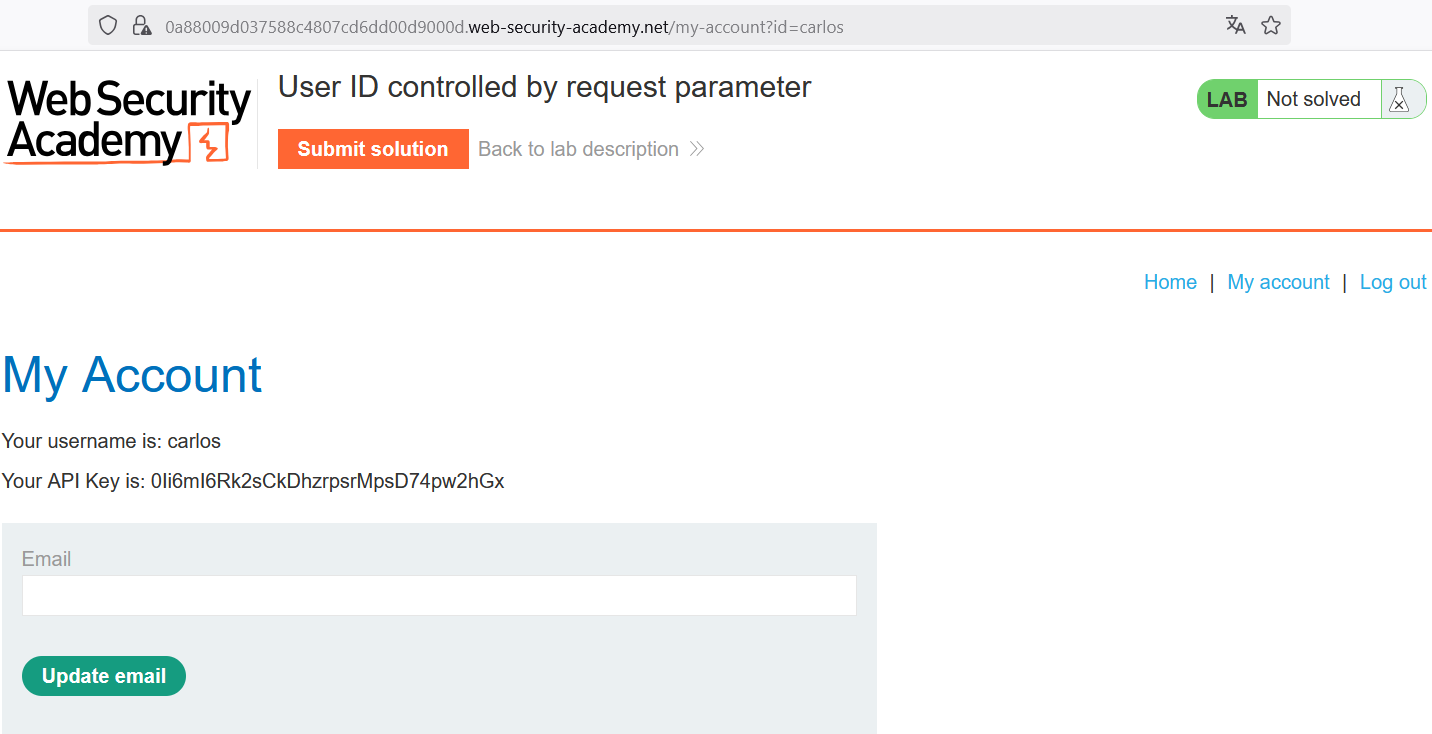 0a88009d037588c4807cd6dd00d9000d.web-security-academy.net/my-account?id=carlos
WebSecurity
Academy
User ID controlled by request parameter
LAB Not solved
Submit solution Back to lab description
Home | My account | Log out
My Account
Your username is: carlos
Your API Key is: 0Ii6mI6Rk2sCkDhzrpsrMpsD74pw2hGx
Email
Update email